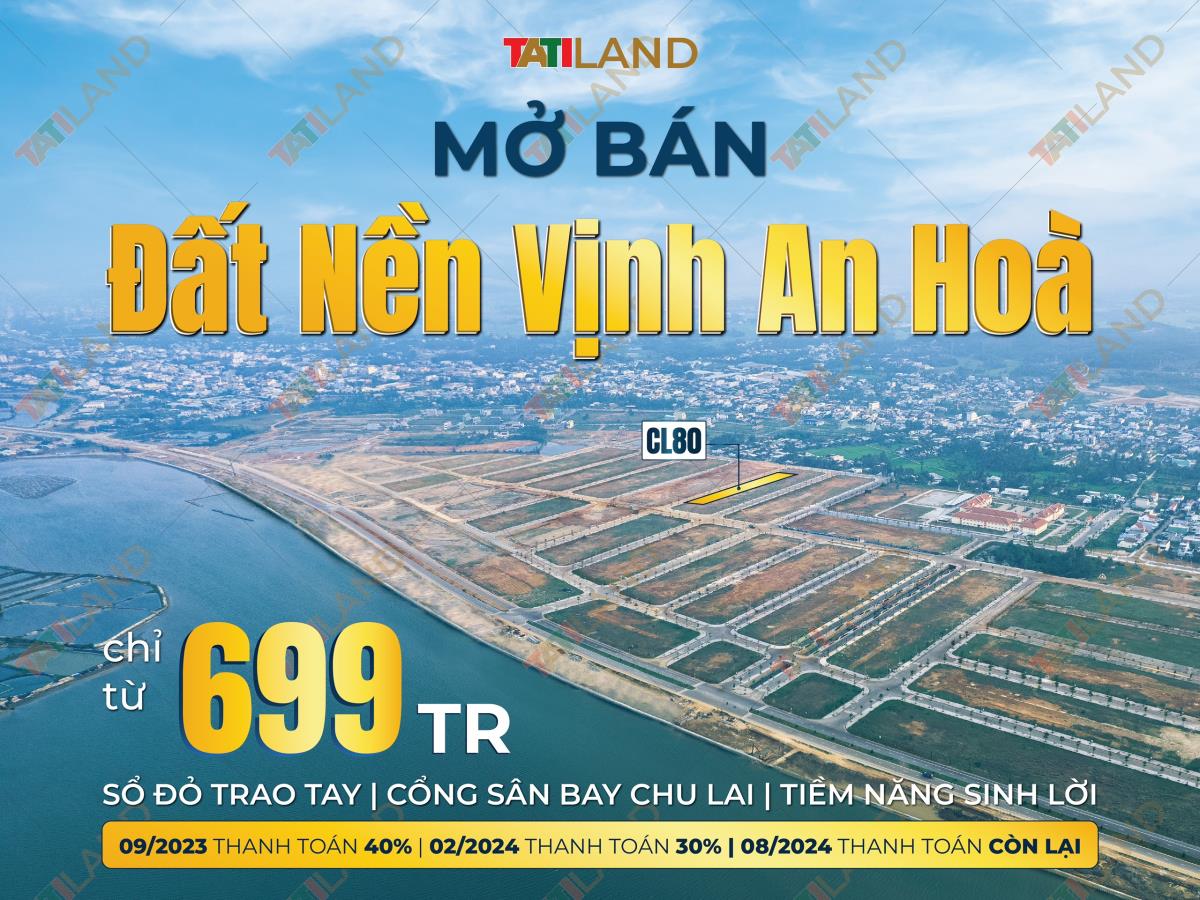 TATILAND
MỞ BÁN
Đất Nền Vịnh An Hoà
CL80
chỉ
từ
699 TR
SỔ ĐỎ TRAO TAY | CỔNG SÂN BAY CHU LAI | TIỀM NĂNG SINH LỜI
09/2023 THANH TOÁN 40% | 02/2024 THANH TOÁN 30% | 08/2024 THANH TOÁN CÒN LẠI